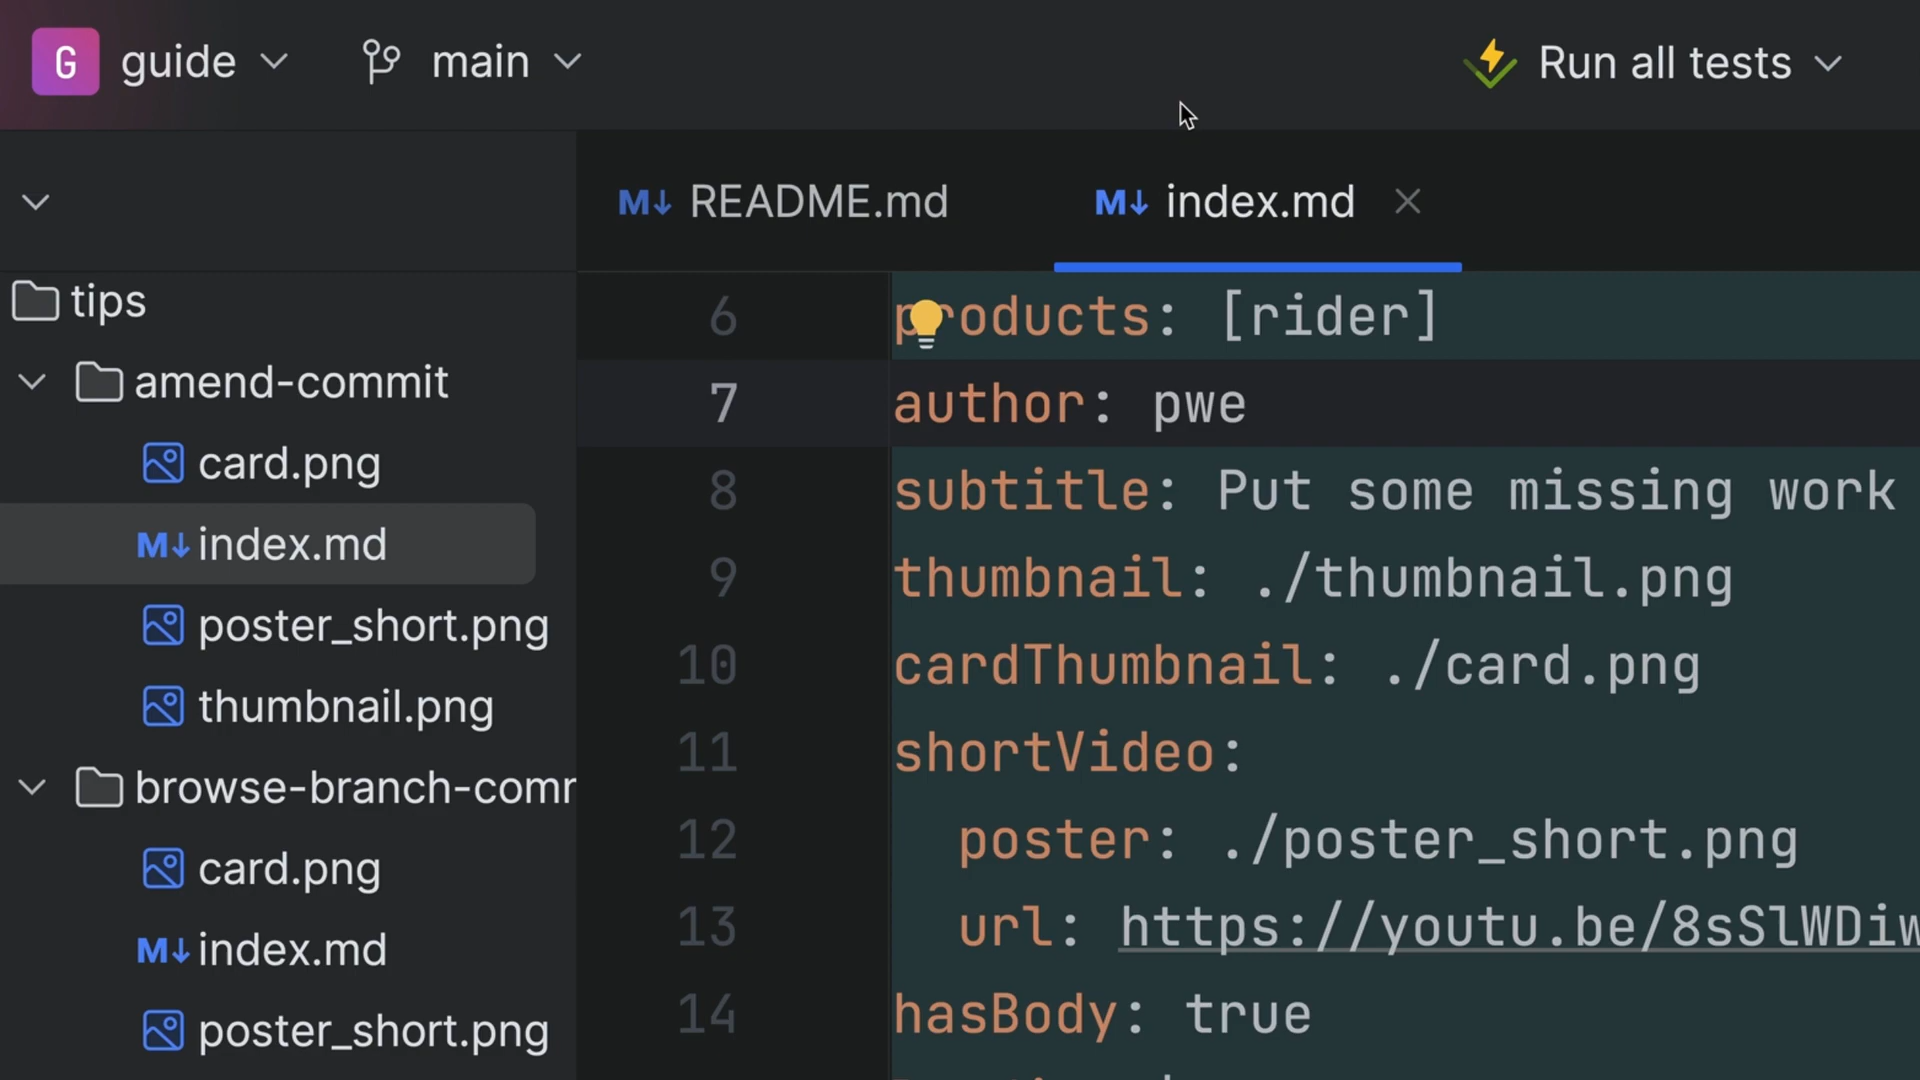 G guide main Run all tests
M↓ README.md M↓ index.md
tips
amend-commit
card.png
M↓ index.md
poster_short.png
thumbnail.png
browse-branch-comm
card.png
M↓ index.md
poster_short.png
6 products: [rider]
7 author: pwe
8 subtitle: Put some missing work
9 thumbnail: ./thumbnail.png
10 cardThumbnail: ./card.png
11 shortVideo:
12 poster: ./poster_short.png
13 url: https://youtu.be/8sSlWDiw
14 hasBody: true